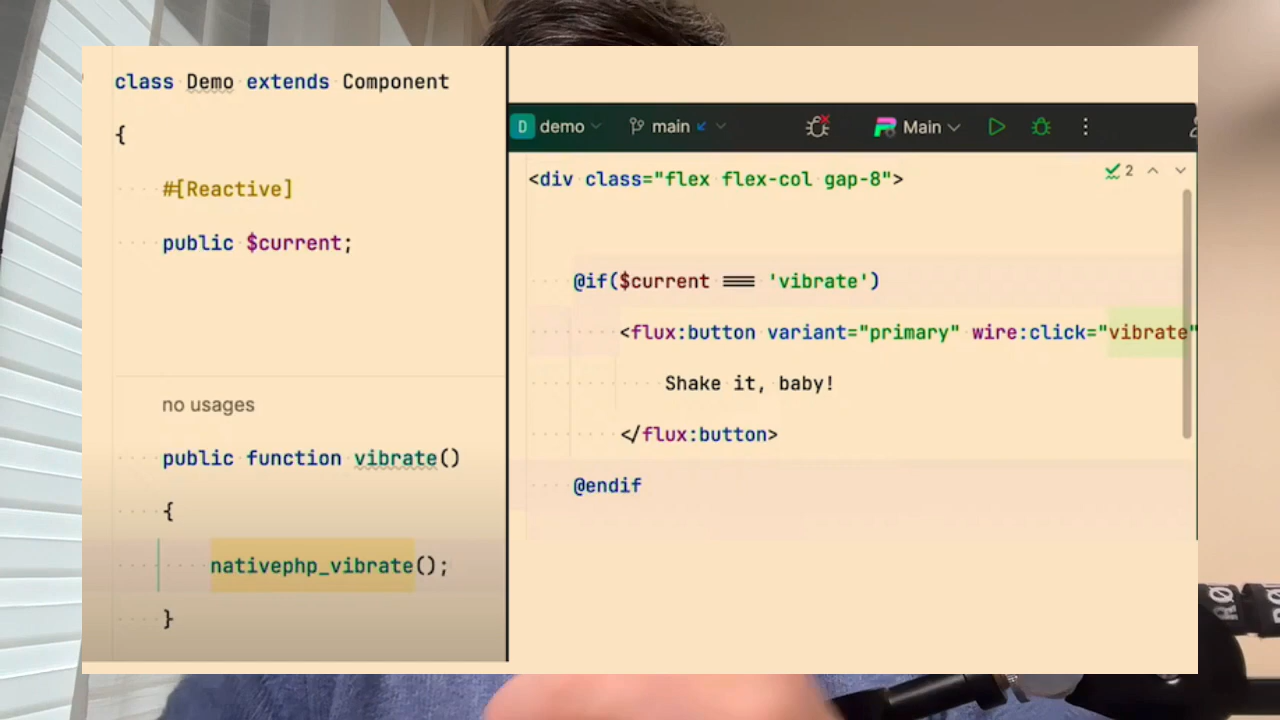 class Demo extends Component
{
#[Reactive]
public $current;
no usages
public function vibrate()
{
nativephp_vibrate();
}
D demo main Main
2
<div class="flex flex-col gap-8">
@if($current === 'vibrate')
<flux:button variant="primary" wire:click="vibrate"
Shake it, baby!
</flux:button>
@endif